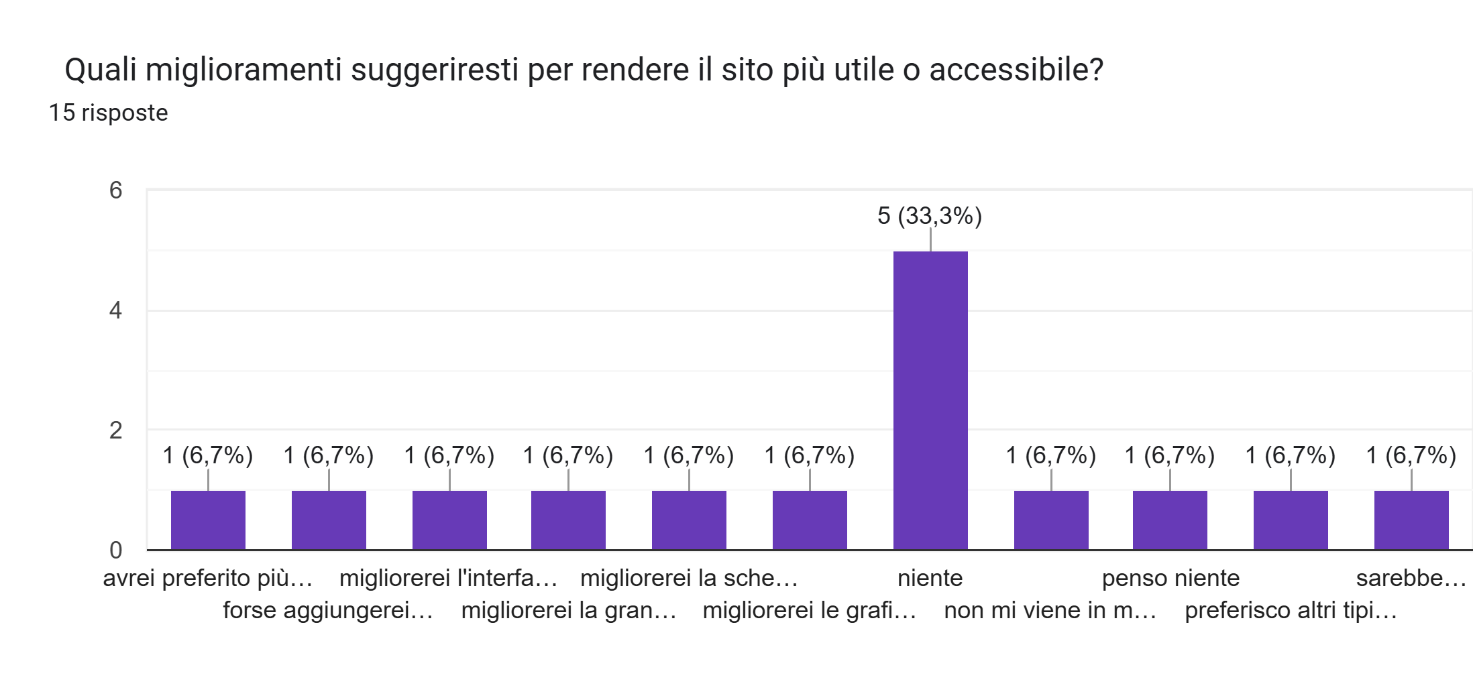 Quali miglioramenti suggeriresti per rendere il sito più utile o accessibile?
15 risposte
6
5 (33,3%)
4
2
1 (6,7%) 1 (6,7%) 1 (6,7%) 1 (6,7%) 1 (6,7%) 1 (6,7%) 1 (6,7%) 1 (6,7%) 1 (6,7%) 1 (6,7%)
0
avrei preferito più… migliorerei l'interfa… migliorerei la sche… niente penso niente sarebbe…
forse aggiungerei… migliorerei la gran… migliorerei le grafi… non mi viene in m… preferisco altri tipi…